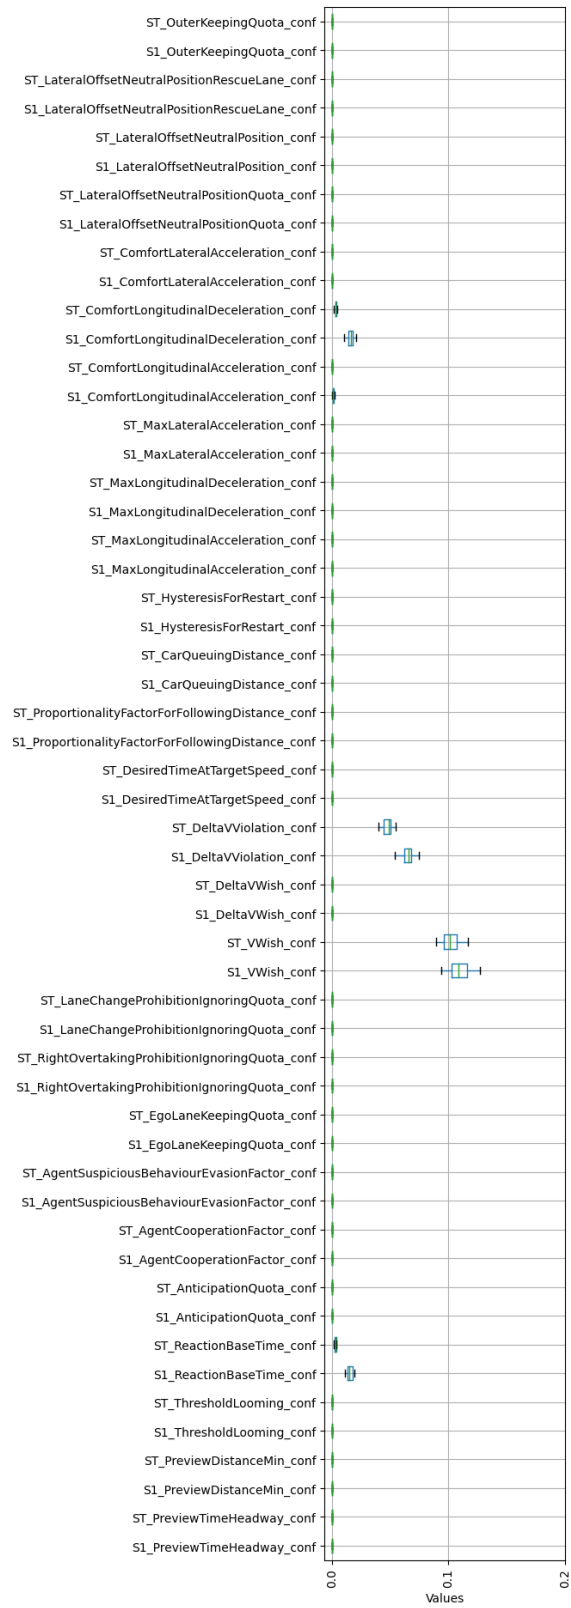 ST_OuterKeepingQuota_conf
S1_OuterKeepingQuota_conf
ST_LateralOffsetNeutralPositionRescueLane_conf
S1_LateralOffsetNeutralPositionRescueLane_conf
ST_LateralOffsetNeutralPosition_conf
S1_LateralOffsetNeutralPosition_conf
ST_LateralOffsetNeutralPositionQuota_conf
S1_LateralOffsetNeutralPositionQuota_conf
ST_ComfortLateralAcceleration_conf
S1_ComfortLateralAcceleration_conf
ST_ComfortLongitudinalDeceleration_conf
S1_ComfortLongitudinalDeceleration_conf
ST_ComfortLongitudinalAcceleration_conf
S1_ComfortLongitudinalAcceleration_conf
ST_MaxLateralAcceleration_conf
S1_MaxLateralAcceleration_conf
ST_MaxLongitudinalDeceleration_conf
S1_MaxLongitudinalDeceleration_conf
ST_MaxLongitudinalAcceleration_conf
S1_MaxLongitudinalAcceleration_conf
ST_HysteresisForRestart_conf
S1_HysteresisForRestart_conf
ST_CarQueuingDistance_conf
S1_CarQueuingDistance_conf
ST_ProportionalityFactorForFollowingDistance_conf
S1_ProportionalityFactorForFollowingDistance_conf
ST_DesiredTimeAtTargetSpeed_conf
S1_DesiredTimeAtTargetSpeed_conf
ST_DeltaVViolation_conf
S1_DeltaVViolation_conf
ST_DeltaVWish_conf
S1_DeltaVWish_conf
ST_VWish_conf
S1_VWish_conf
ST_LaneChangeProhibitionIgnoringQuota_conf
S1_LaneChangeProhibitionIgnoringQuota_conf
ST_RightOvertakingProhibitionIgnoringQuota_conf
S1_RightOvertakingProhibitionIgnoringQuota_conf
ST_EgoLaneKeepingQuota_conf
S1_EgoLaneKeepingQuota_conf
ST_AgentSuspiciousBehaviourEvasionFactor_conf
S1_AgentSuspiciousBehaviourEvasionFactor_conf
ST_AgentCooperationFactor_conf
S1_AgentCooperationFactor_conf
ST_AnticipationQuota_conf
S1_AnticipationQuota_conf
ST_ReactionBaseTime_conf
S1_ReactionBaseTime_conf
ST_ThresholdLooming_conf
S1_ThresholdLooming_conf
ST_PreviewDistanceMin_conf
S1_PreviewDistanceMin_conf
ST_PreviewTimeHeadway_conf
S1_PreviewTimeHeadway_conf
0.0 0.1 0.2
Values